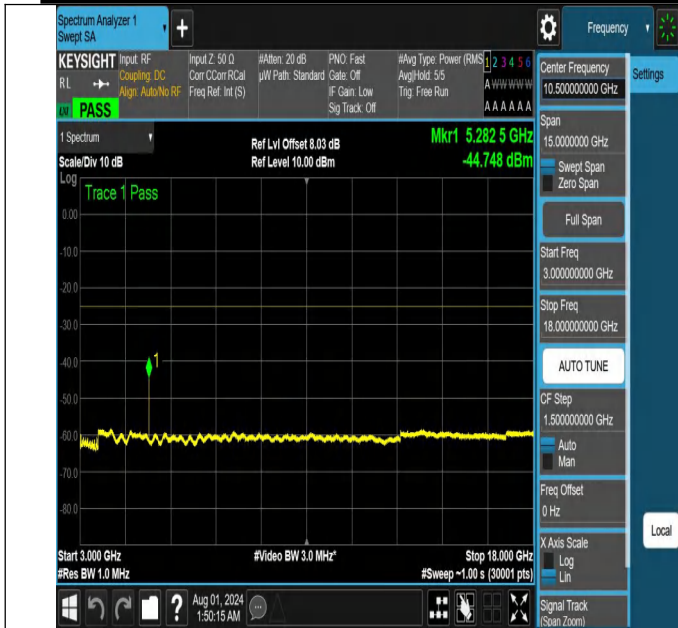 Spectrum Analyzer 1
Swept SA
+
Frequency
KEYSIGHT
RL
PASS
Input: RF
Coupling: DC
Align: Auto/No RF
Input Z: 50 Ω
Corr CCorr RCal
Freq Ref: Int (S)
#Atten: 20 dB
µW Path: Standard
PNO: Fast
Gate: Off
IF Gain: Low
Sig Track: Off
#Avg Type: Power (RMS
Avg|Hold: 5/5
Trig: Free Run
1 2 3 4 5 6
A W W W W W
A A A A A A
1 Spectrum
Scale/Div 10 dB
Ref Lvl Offset 8.03 dB
Ref Level 10.00 dBm
Mkr1 5.282 5 GHz
-44.748 dBm
Log
Trace 1 Pass
0.00
-10.0
-20.0
-30.0
-40.0
-50.0
-60.0
-70.0
-80.0
1
Start 3.000 GHz
#Res BW 1.0 MHz
#Video BW 3.0 MHz*
Stop 18.000 GHz
#Sweep ~1.00 s (30001 pts)
?
Aug 01, 2024
1:50:15 AM
Center Frequency
10.500000000 GHz
Settings
Span
15.0000000 GHz
Swept Span
Zero Span
Full Span
Start Freq
3.000000000 GHz
Stop Freq
18.000000000 GHz
AUTO TUNE
CF Step
1.500000000 GHz
Auto
Man
Freq Offset
0 Hz
Local
X Axis Scale
Log
Lin
Signal Track
(Span Zoom)